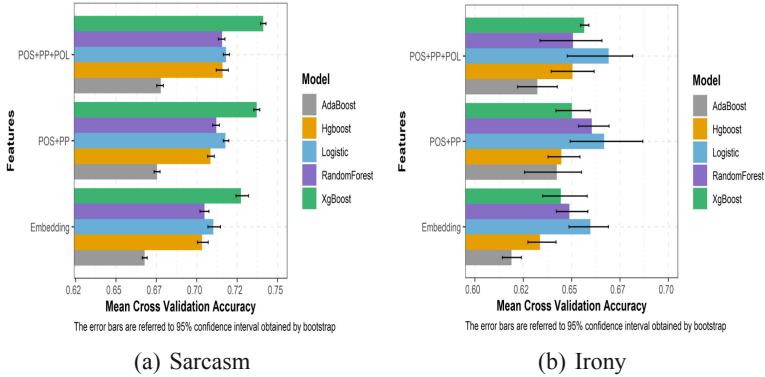 Features
POS+PP+POL
POS+PP
Embedding
0.62 0.65 0.67 0.70 0.72 0.75
Mean Cross Validation Accuracy
The error bars are referred to 95% confidence interval obtained by bootstrap
Model
AdaBoost
Hgboost
Logistic
RandomForest
XgBoost
(a) Sarcasm
Features
POS+PP+POL
POS+PP
Embedding
0.60 0.62 0.65 0.67 0.70
Mean Cross Validation Accuracy
The error bars are referred to 95% confidence interval obtained by bootstrap
Model
AdaBoost
Hgboost
Logistic
RandomForest
XgBoost
(b) Irony